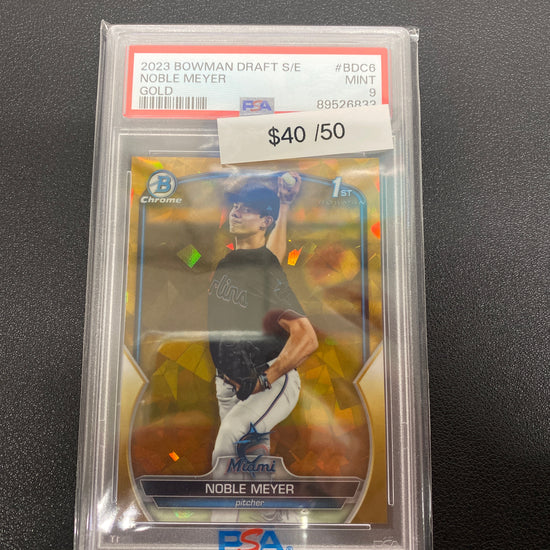 2023 BOWMAN DRAFT S/E #BDC6
NOBLE MEYER MINT
GOLD 9
PSA 89526833
$40 /50
B 1ST
Chrome
Miami
NOBLE MEYER
pitcher
PSA